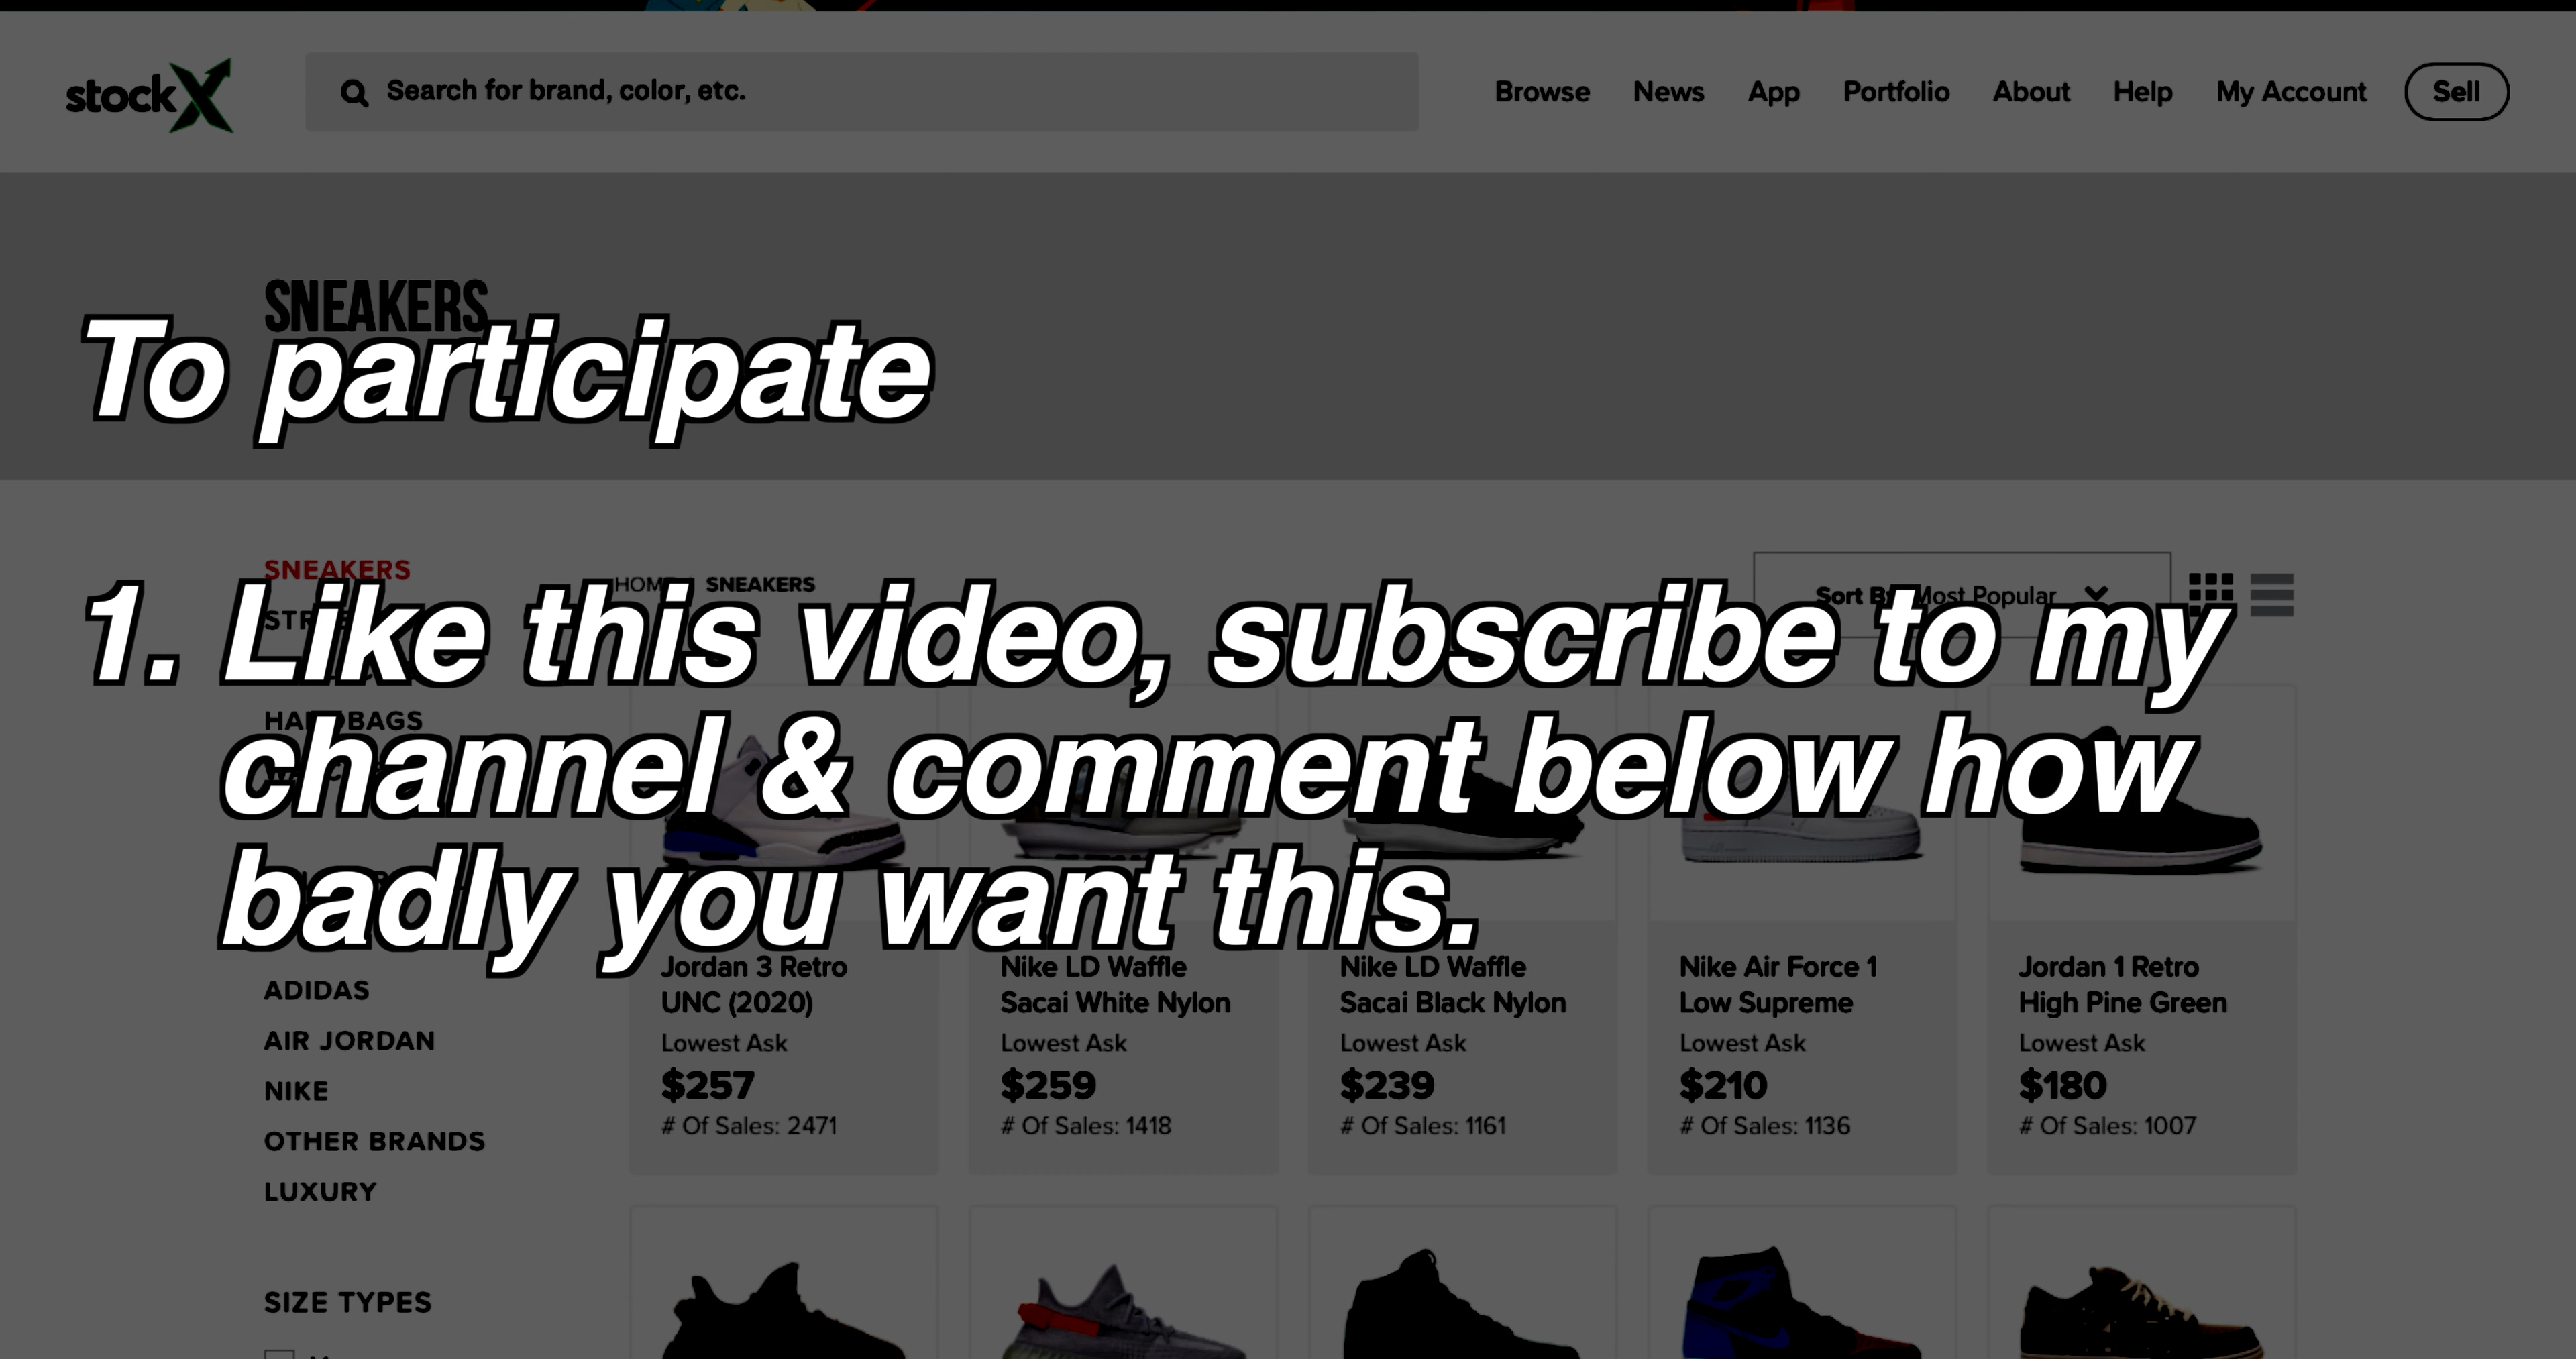 stockX
Search for brand, color, etc.
Browse News App Portfolio About Help My Account Sell
SNEAKERS
To participate
SNEAKERS
HOME SNEAKERS
Sort By Most Popular
1. Like this video, subscribe to my
channel & comment below how
badly you want this.
HANDBAGS
ADIDAS
AIR JORDAN
NIKE
OTHER BRANDS
LUXURY
SIZE TYPES
Jordan 3 Retro
UNC (2020)
Lowest Ask
$257
# Of Sales: 2471
Nike LD Waffle
Sacai White Nylon
Lowest Ask
$259
# Of Sales: 1418
Nike LD Waffle
Sacai Black Nylon
Lowest Ask
$239
# Of Sales: 1161
Nike Air Force 1
Low Supreme
Lowest Ask
$210
# Of Sales: 1136
Jordan 1 Retro
High Pine Green
Lowest Ask
$180
# Of Sales: 1007